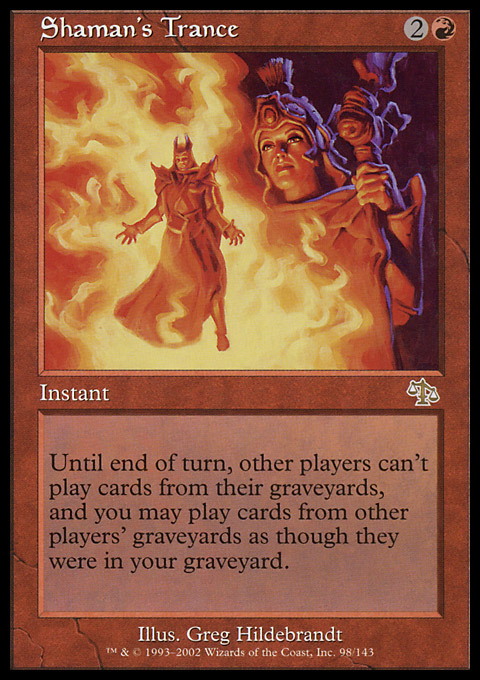 Shaman's Trance 2
Instant
Until end of turn, other players can't
play cards from their graveyards,
and you may play cards from other
players' graveyards as though they
were in your graveyard.
Illus. Greg Hildebrandt
™ & © 1993-2002 Wizards of the Coast, Inc. 98/143